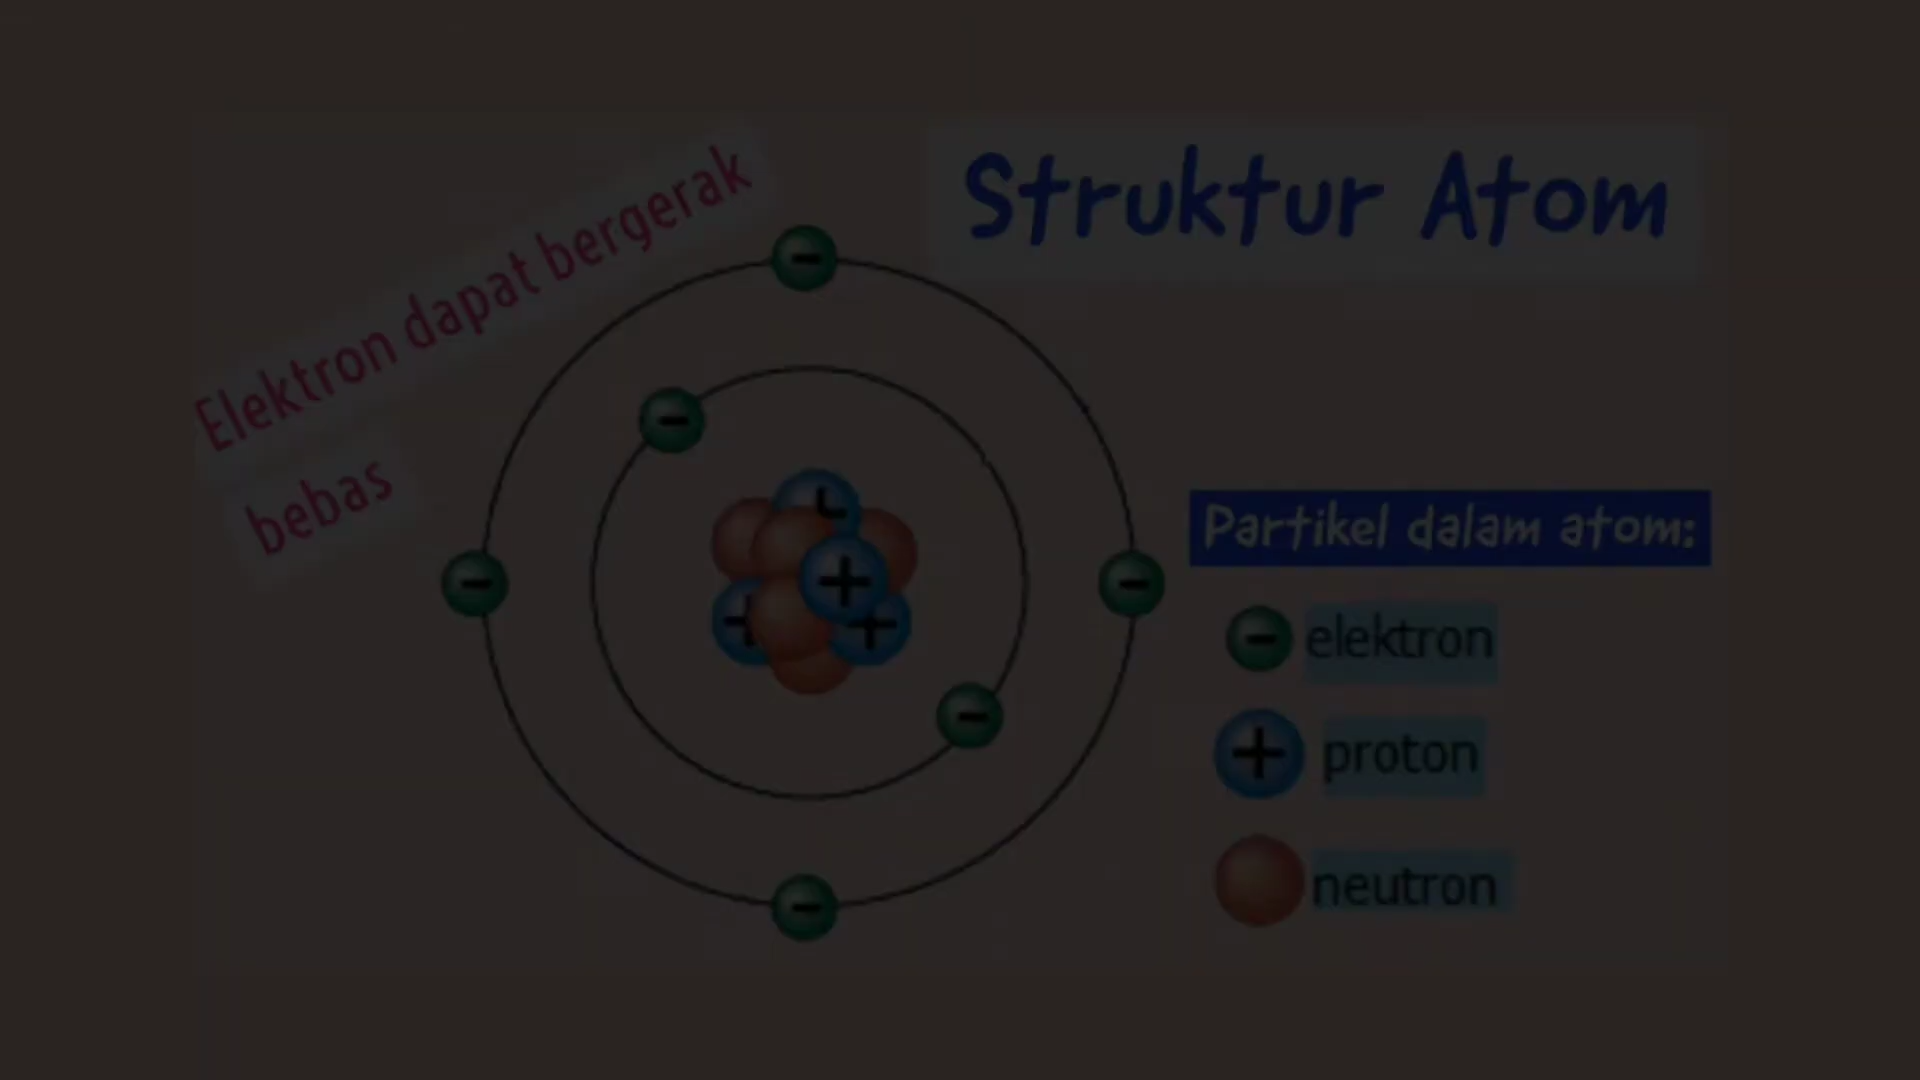 Struktur Atom
Elektron dapat bergerak
bebas
Partikel dalam atom:
elektron
proton
neutron